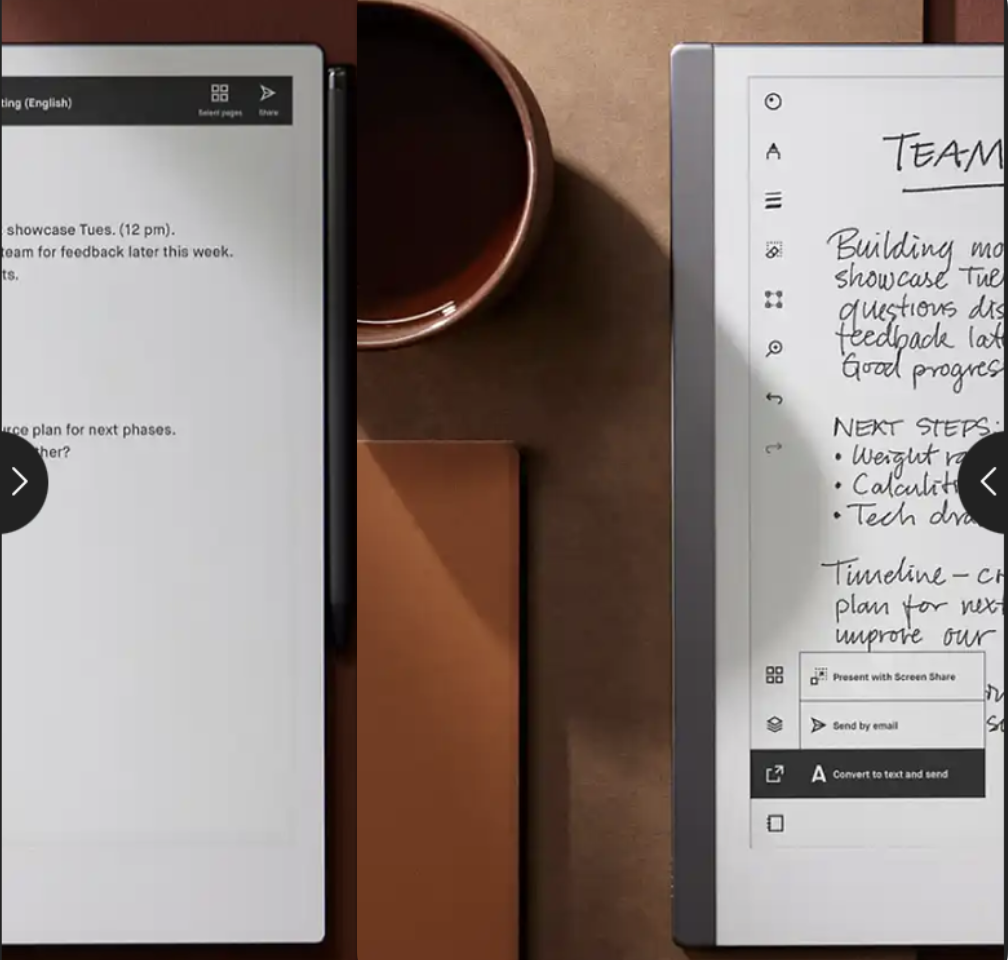 ting (English)
Select pages
Share
showcase Tues. (12 pm).
team for feedback later this week.
ts.
urce plan for next phases.
ther?
TEAM
Building mo
showcase Tue
questions dis
feedback lat
Good progres
NEXT STEPS:
• Weight ra
• Calculit
• Tech dra
Timeline – cr
plan for next
improve our
Present with Screen Share
Send by email
A Convert to text and send